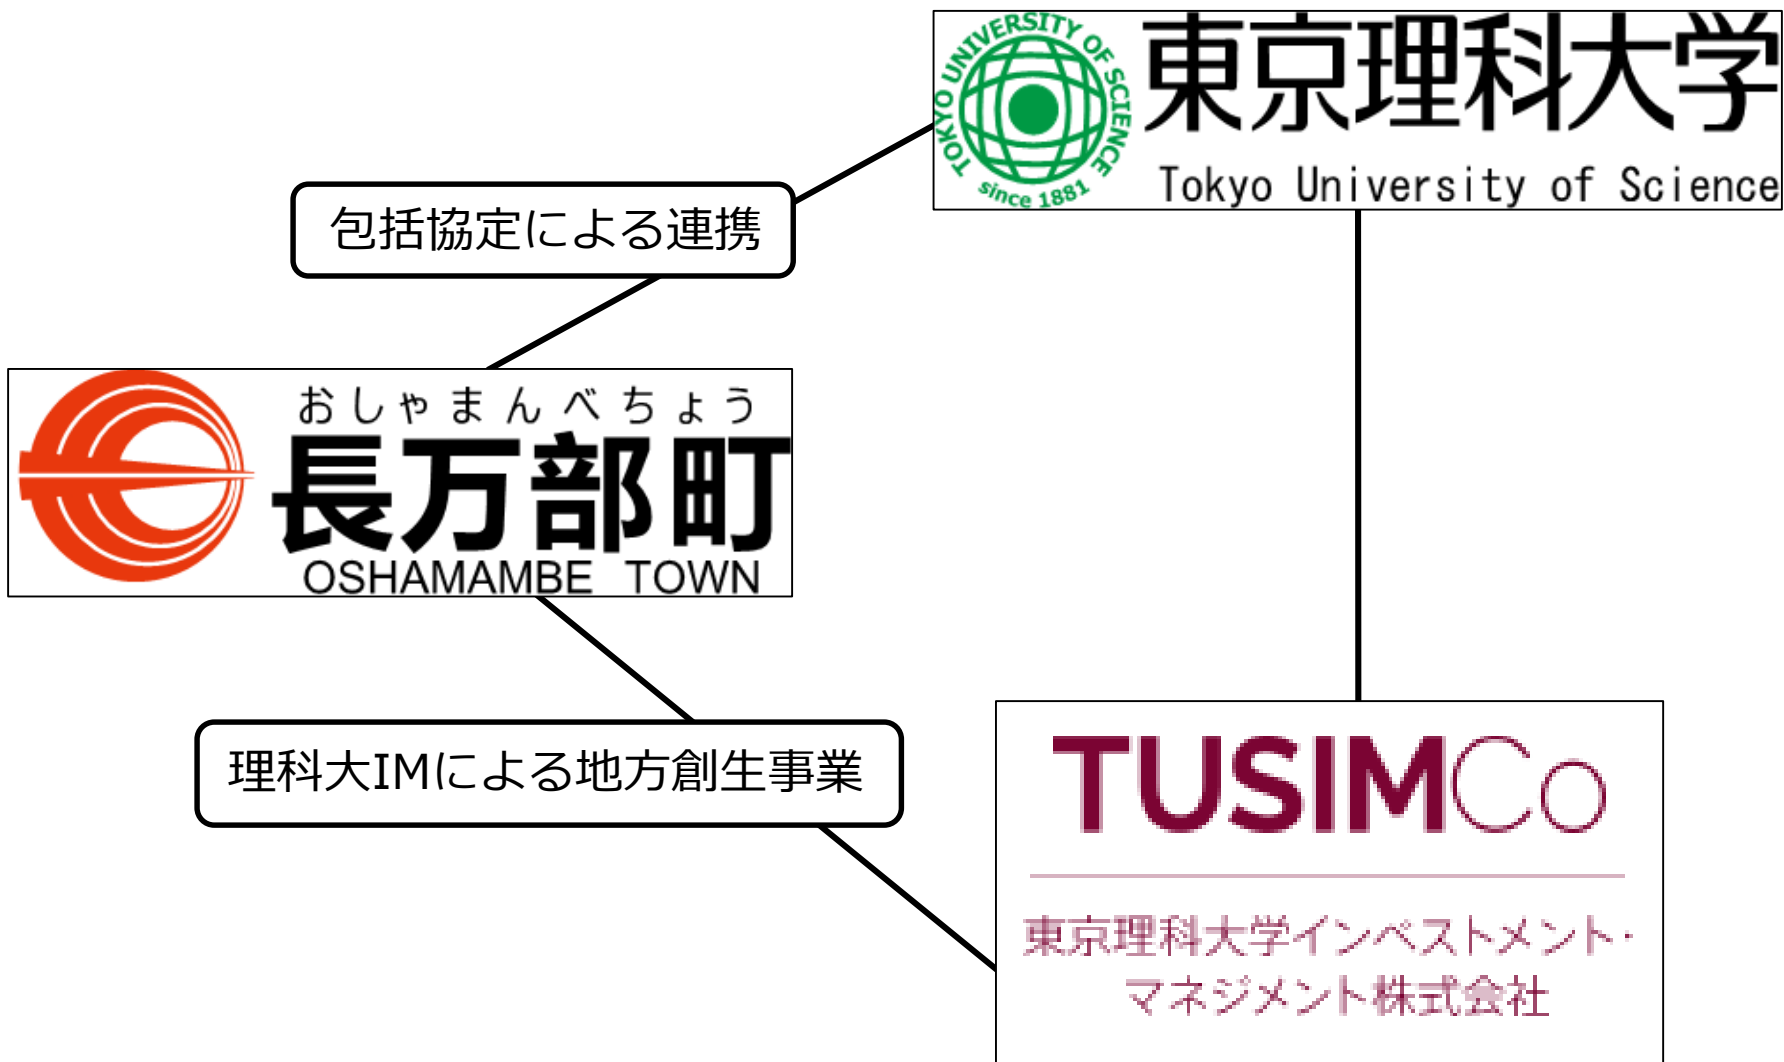 TOKYO UNIVERSITY OF SCIENCE
since 1881
東京理科大学
Tokyo University of Science
包括協定による連携
おしゃまんべちょう
長万部町
OSHAMAMBE TOWN
理科大IMによる地方創生事業
TUSIMCo
東京理科大学インベストメント・
マネジメント株式会社